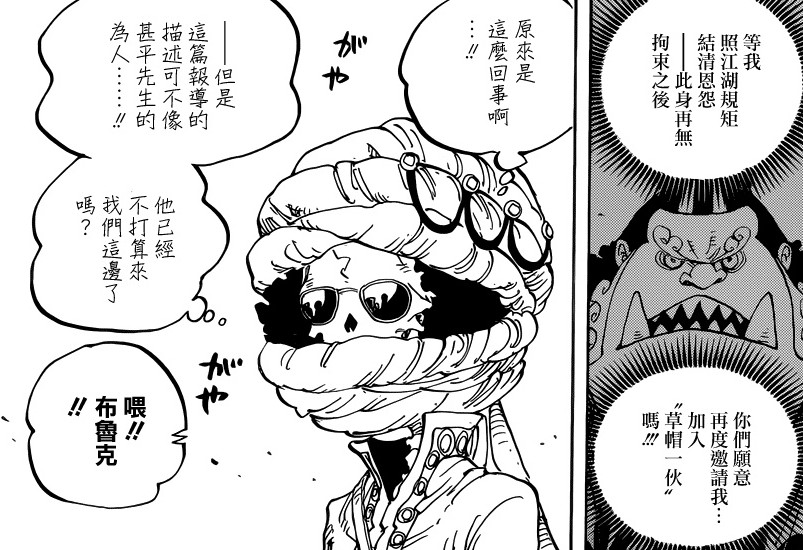 等我
照江湖規矩
結清恩怨
——此身再無
拘束之後
你們願意
再度邀請我…
加入
“草帽一伙”
嗎!!!
原來是
這麼回事啊
…!!
がや
——但是
這篇報導的
描述可不像
甚平先生的
為人……!!
他已經
不打算來
我們這邊了
嗎？
がや
喂!!
布魯克
!!